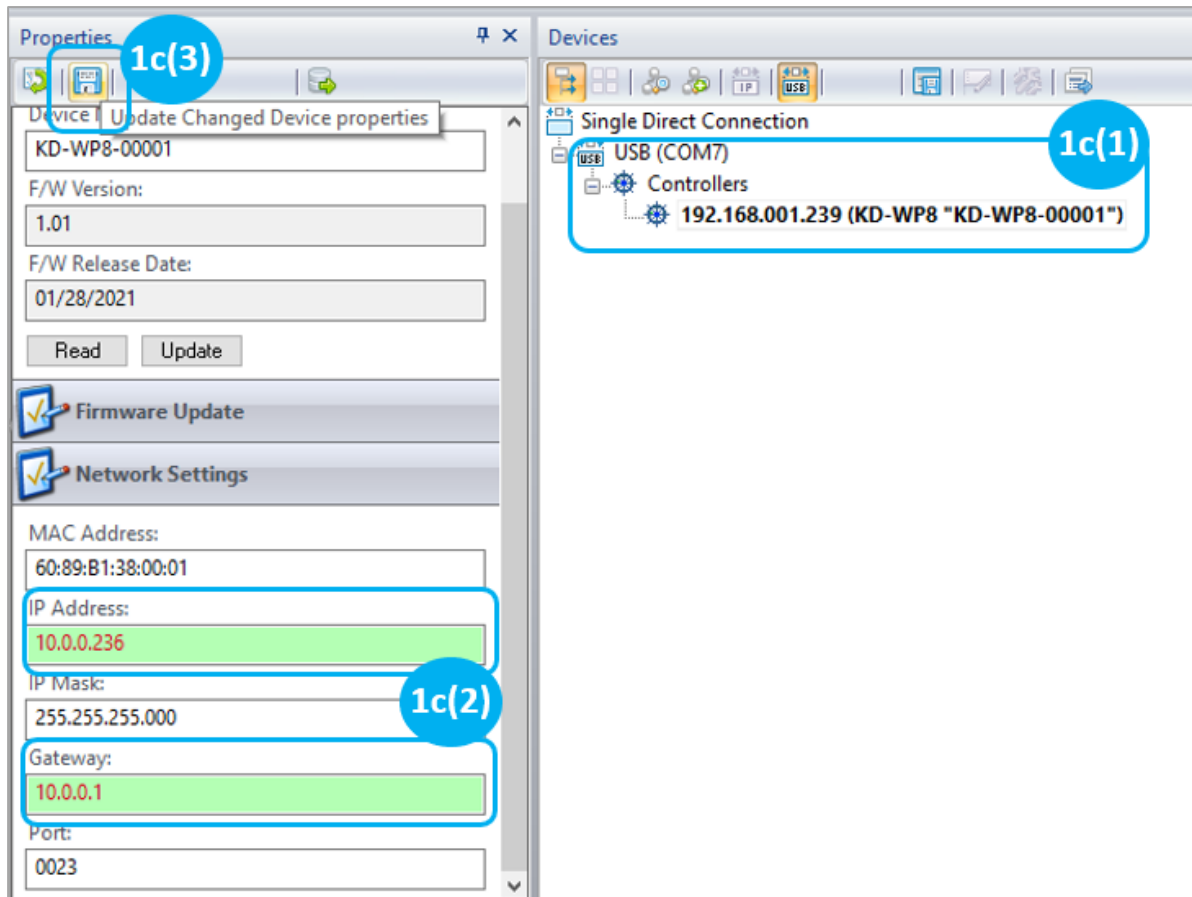 Properties
1c(3)
Device
Update Changed Device properties
KD-WP8-00001
F/W Version:
1.01
F/W Release Date:
01/28/2021
Read Update
Firmware Update
Network Settings
MAC Address:
60:89:B1:38:00:01
IP Address:
10.0.0.236
IP Mask:
255.255.255.000
1c(2)
Gateway:
10.0.0.1
Port:
0023
Devices
IP
USB
Single Direct Connection
1c(1)
USB USB (COM7)
Controllers
192.168.001.239 (KD-WP8 "KD-WP8-00001")